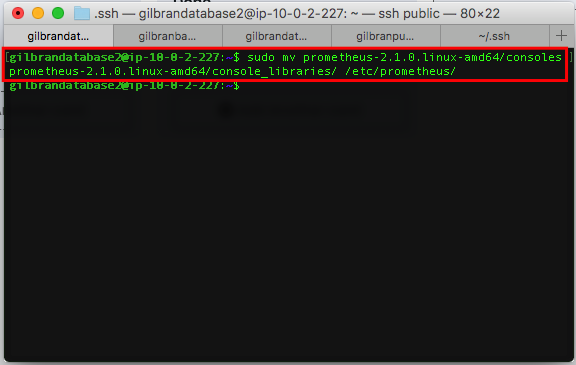 .ssh — gilbrandatabase2@ip-10-0-2-227: ~ — ssh public — 80×22
gilbrandat... gilbranba... gilbrandat... gilbranpu... ~/.ssh +
[gilbrandatabase2@ip-10-0-2-227:~$ sudo mv prometheus-2.1.0.linux-amd64/consoles ]
prometheus-2.1.0.linux-amd64/console_libraries/ /etc/prometheus/
gilbrandatabase2@ip-10-0-2-227:~$